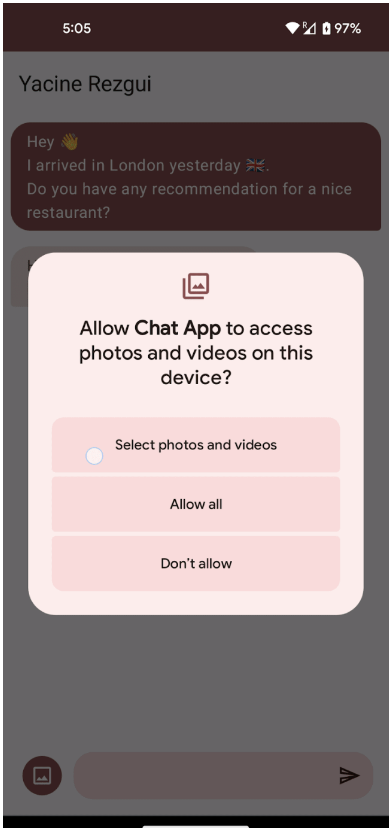 5:05
R
97%
Yacine Rezgui
Hey 👋
I arrived in London yesterday 🇬🇧.
Do you have any recommendation for a nice
restaurant?
Allow Chat App to access
photos and videos on this
device?
Select photos and videos
Allow all
Don't allow